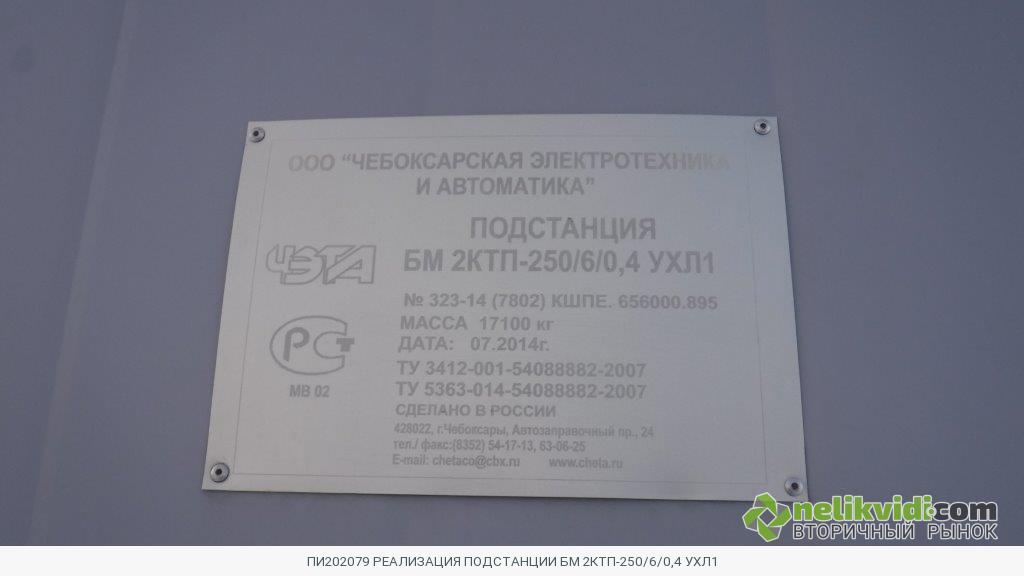 ООО “ЧЕБОКСАРСКАЯ ЭЛЕКТРОТЕХНИКА
И АВТОМАТИКА”
ПОДСТАНЦИЯ
БМ 2КТП-250/6/0,4 УХЛ1
ЧЭТА
№ 323-14 (7802) КШПЕ. 656000.895
МАССА 17100 кг
ДАТА: 07.2014г.
РСТ
МВ 02
ТУ 3412-001-54088882-2007
ТУ 5363-014-54088882-2007
СДЕЛАНО В РОССИИ
428022, г.Чебоксары, Автозаправочный пр., 24
тел./ факс:(8352) 54-17-13, 63-06-25
E-mail: chetaco@cbx.ru www.cheta.ru
nelikvidi.com
ВТОРИЧНЫЙ РЫНОК
ПИ202079 РЕАЛИЗАЦИЯ ПОДСТАНЦИИ БМ 2КТП-250/6/0,4 УХЛ1